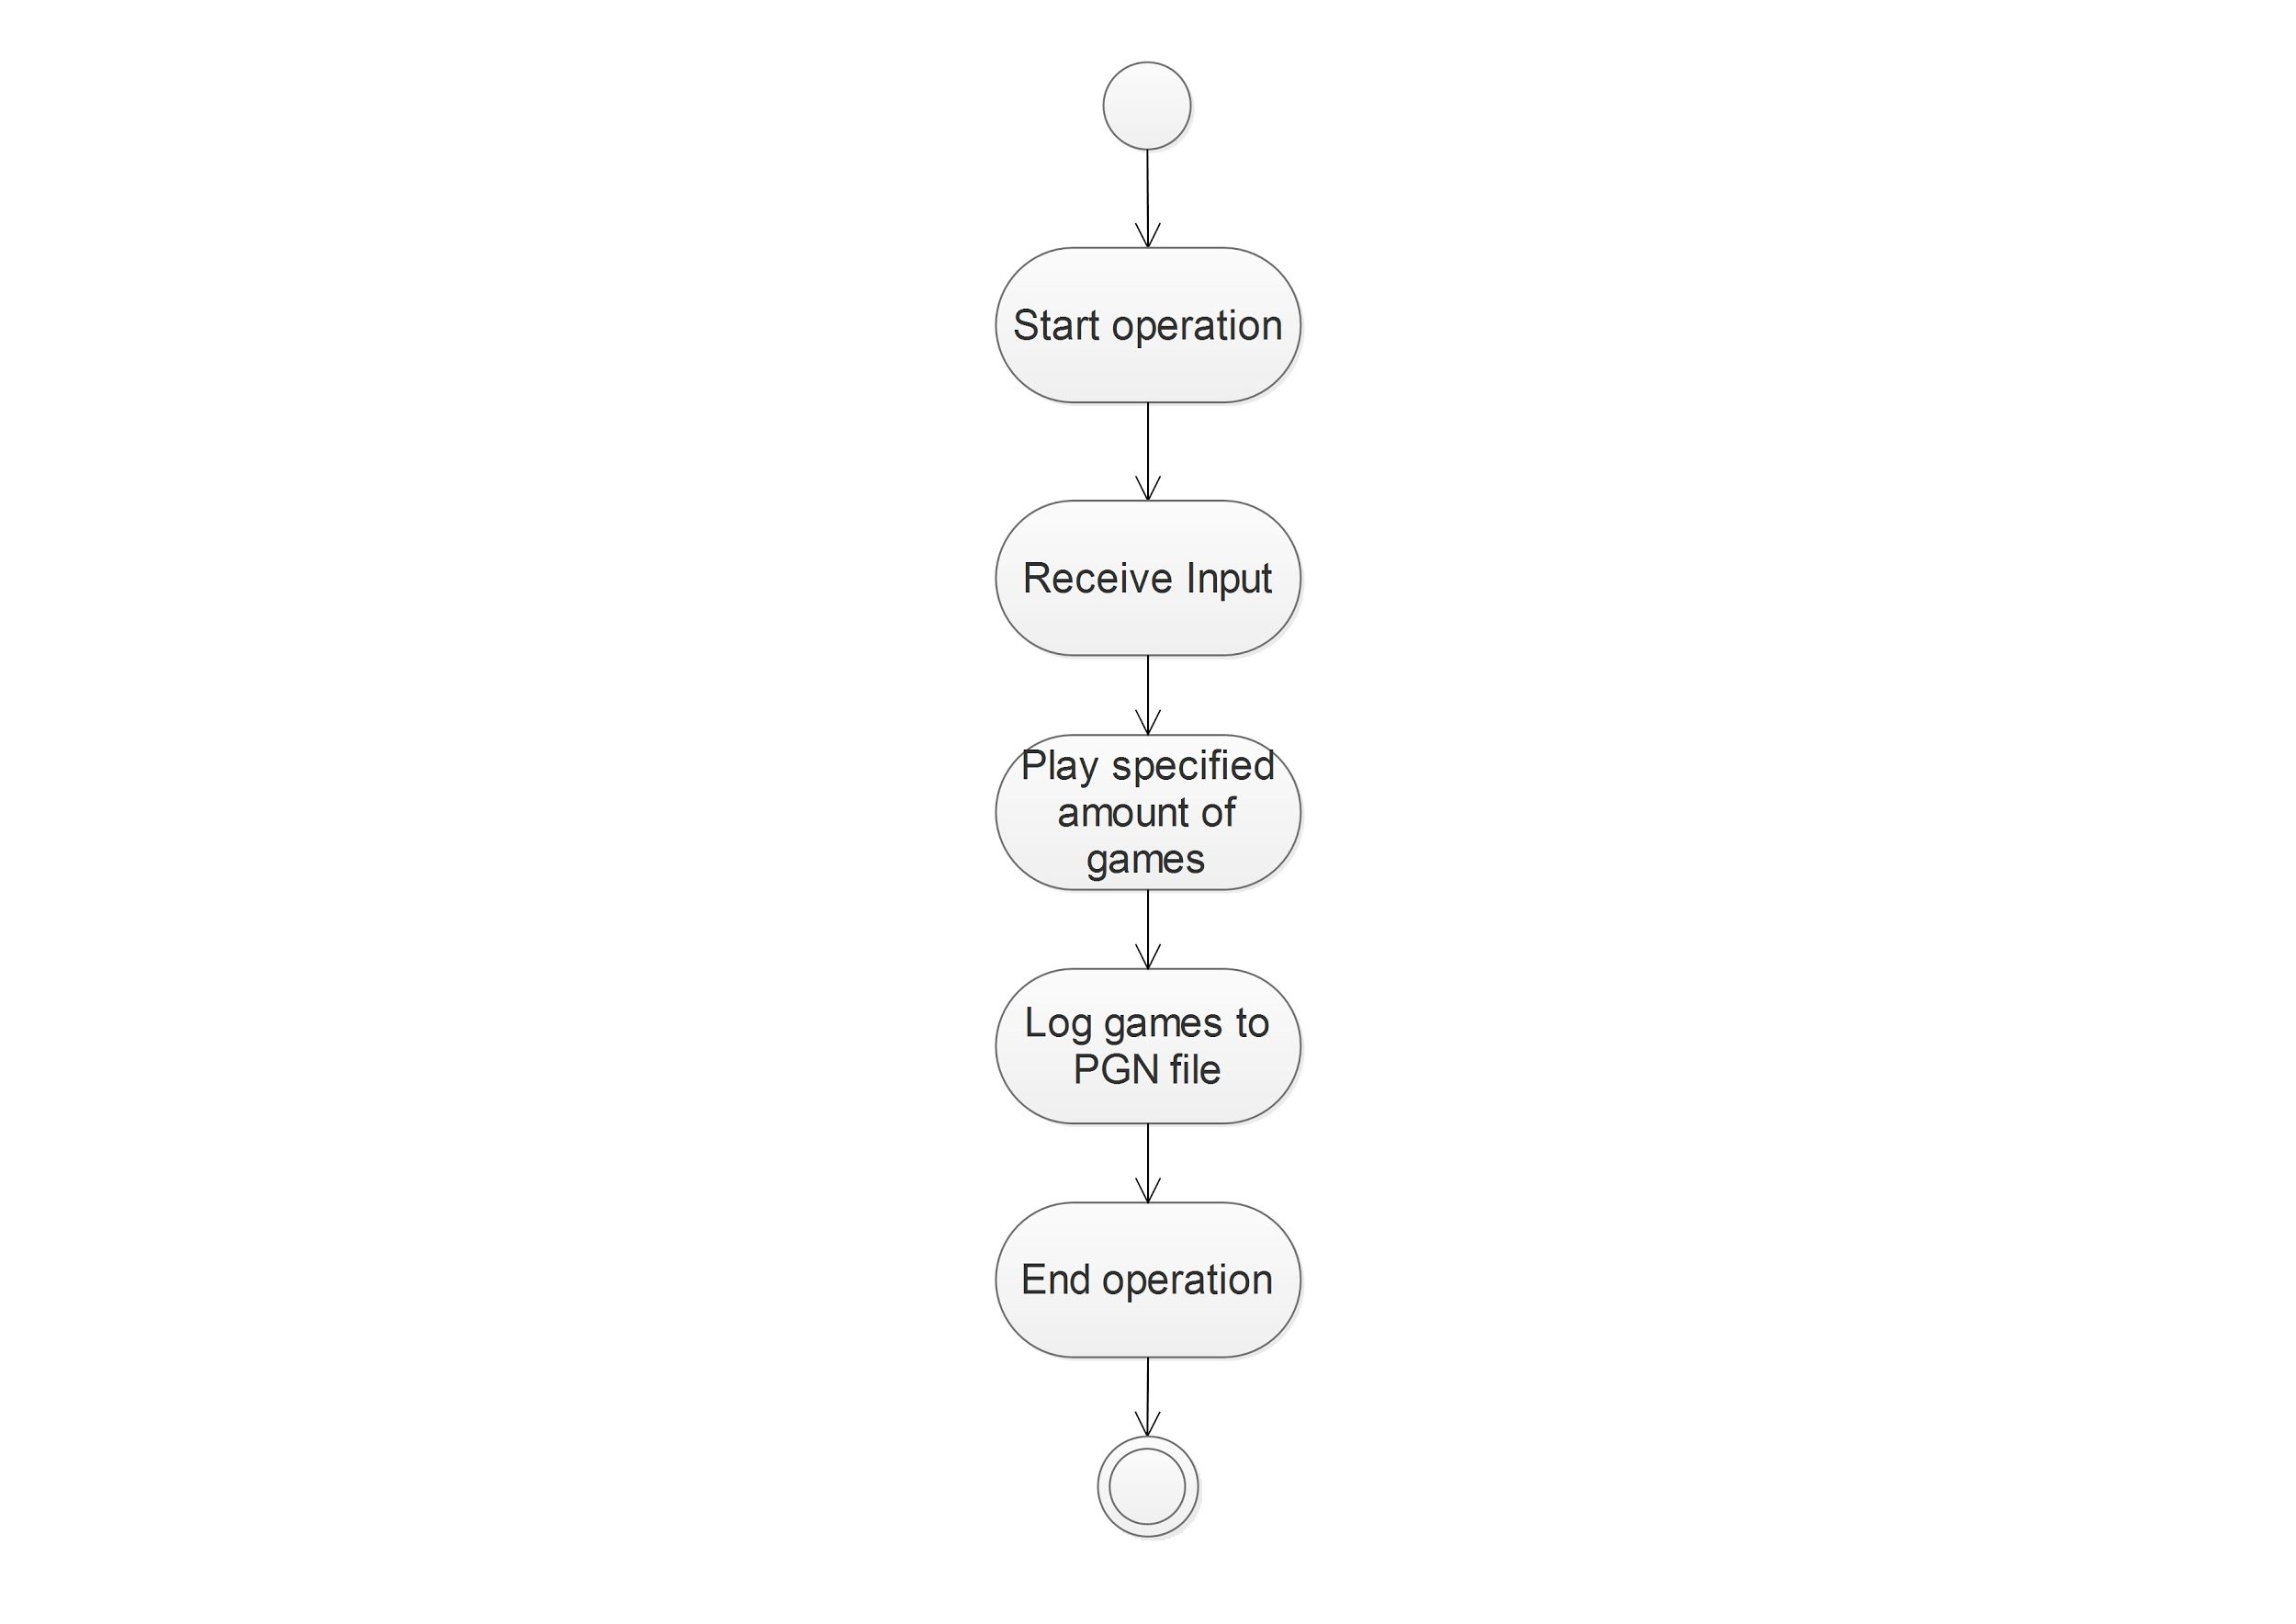 Start operation
Receive Input
Play specified
amount of
games
Log games to
PGN file
End operation